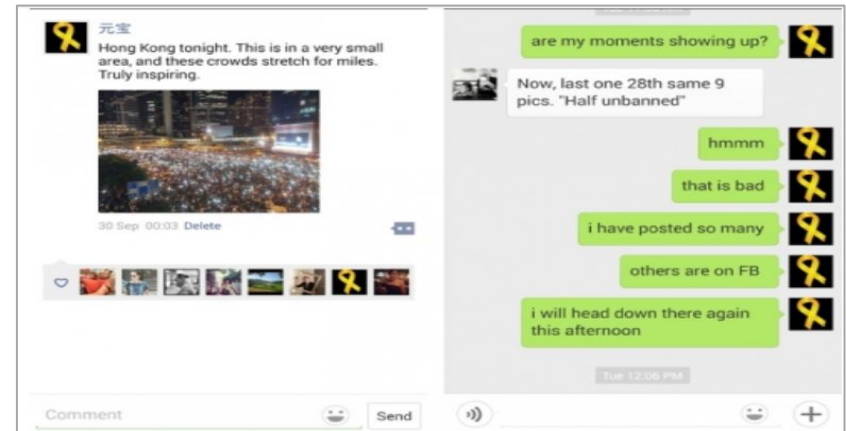 元宝
Hong Kong tonight. This is in a very small
area, and these crowds stretch for miles.
Truly inspiring.
30 Sep 00:03 Delete
Comment
Send
are my moments showing up?
Now, last one 28th same 9
pics. "Half unbanned"
hmmm
that is bad
i have posted so many
others are on FB
i will head down there again
this afternoon
Tue 12:06 PM